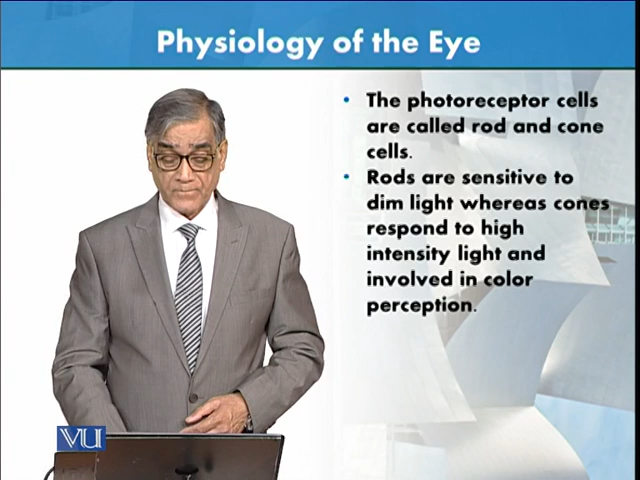 Physiology of the Eye
• The photoreceptor cells
are called rod and cone
cells.
• Rods are sensitive to
dim light whereas cones
respond to high
intensity light and
involved in color
perception.
VU